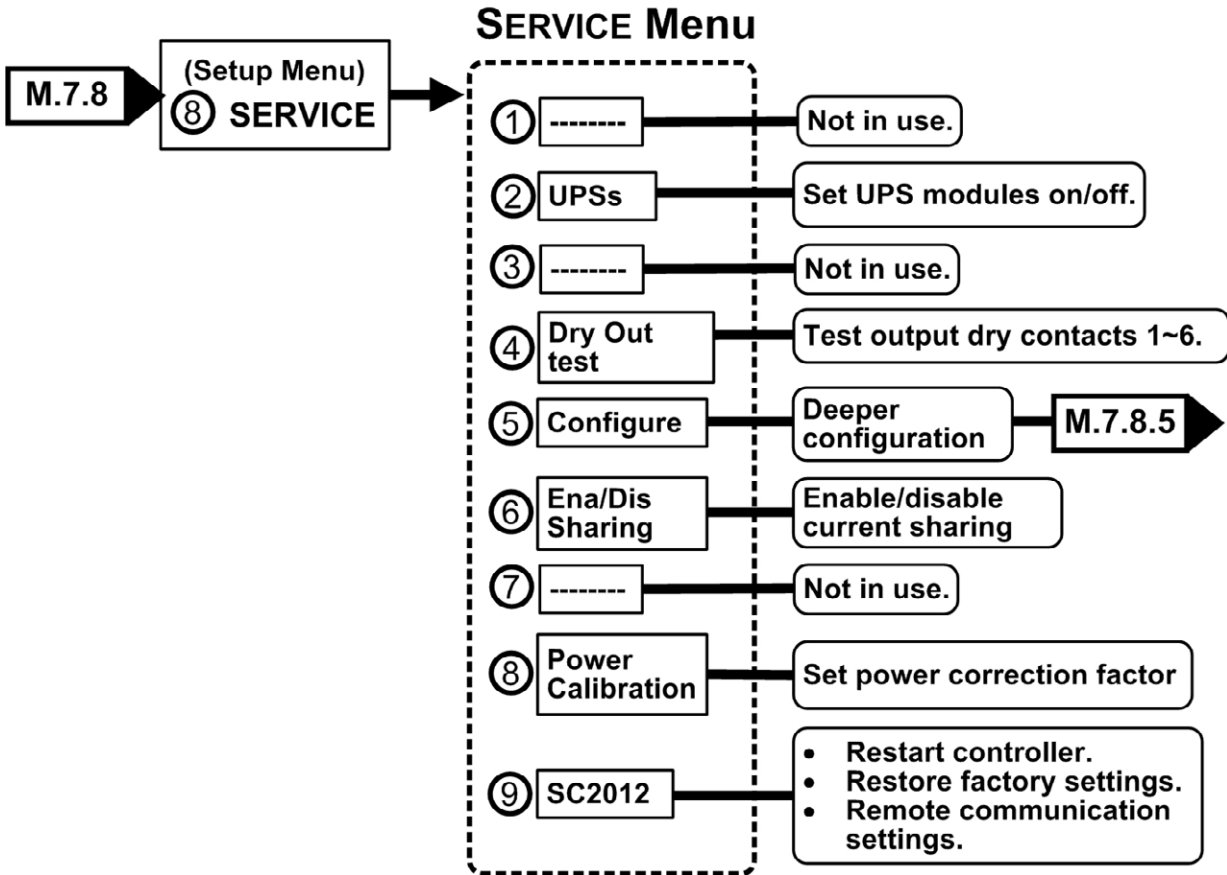 SERVICE Menu
M.7.8
(Setup Menu)
⑧ SERVICE
① --------
Not in use.
② UPSs
Set UPS modules on/off.
③ --------
Not in use.
④ Dry Out
test
Test output dry contacts 1~6.
⑤ Configure
Deeper
configuration
M.7.8.5
⑥ Ena/Dis
Sharing
Enable/disable
current sharing
⑦ --------
Not in use.
⑧ Power
Calibration
Set power correction factor
⑨ SC2012
• Restart controller.
• Restore factory settings.
• Remote communication
settings.